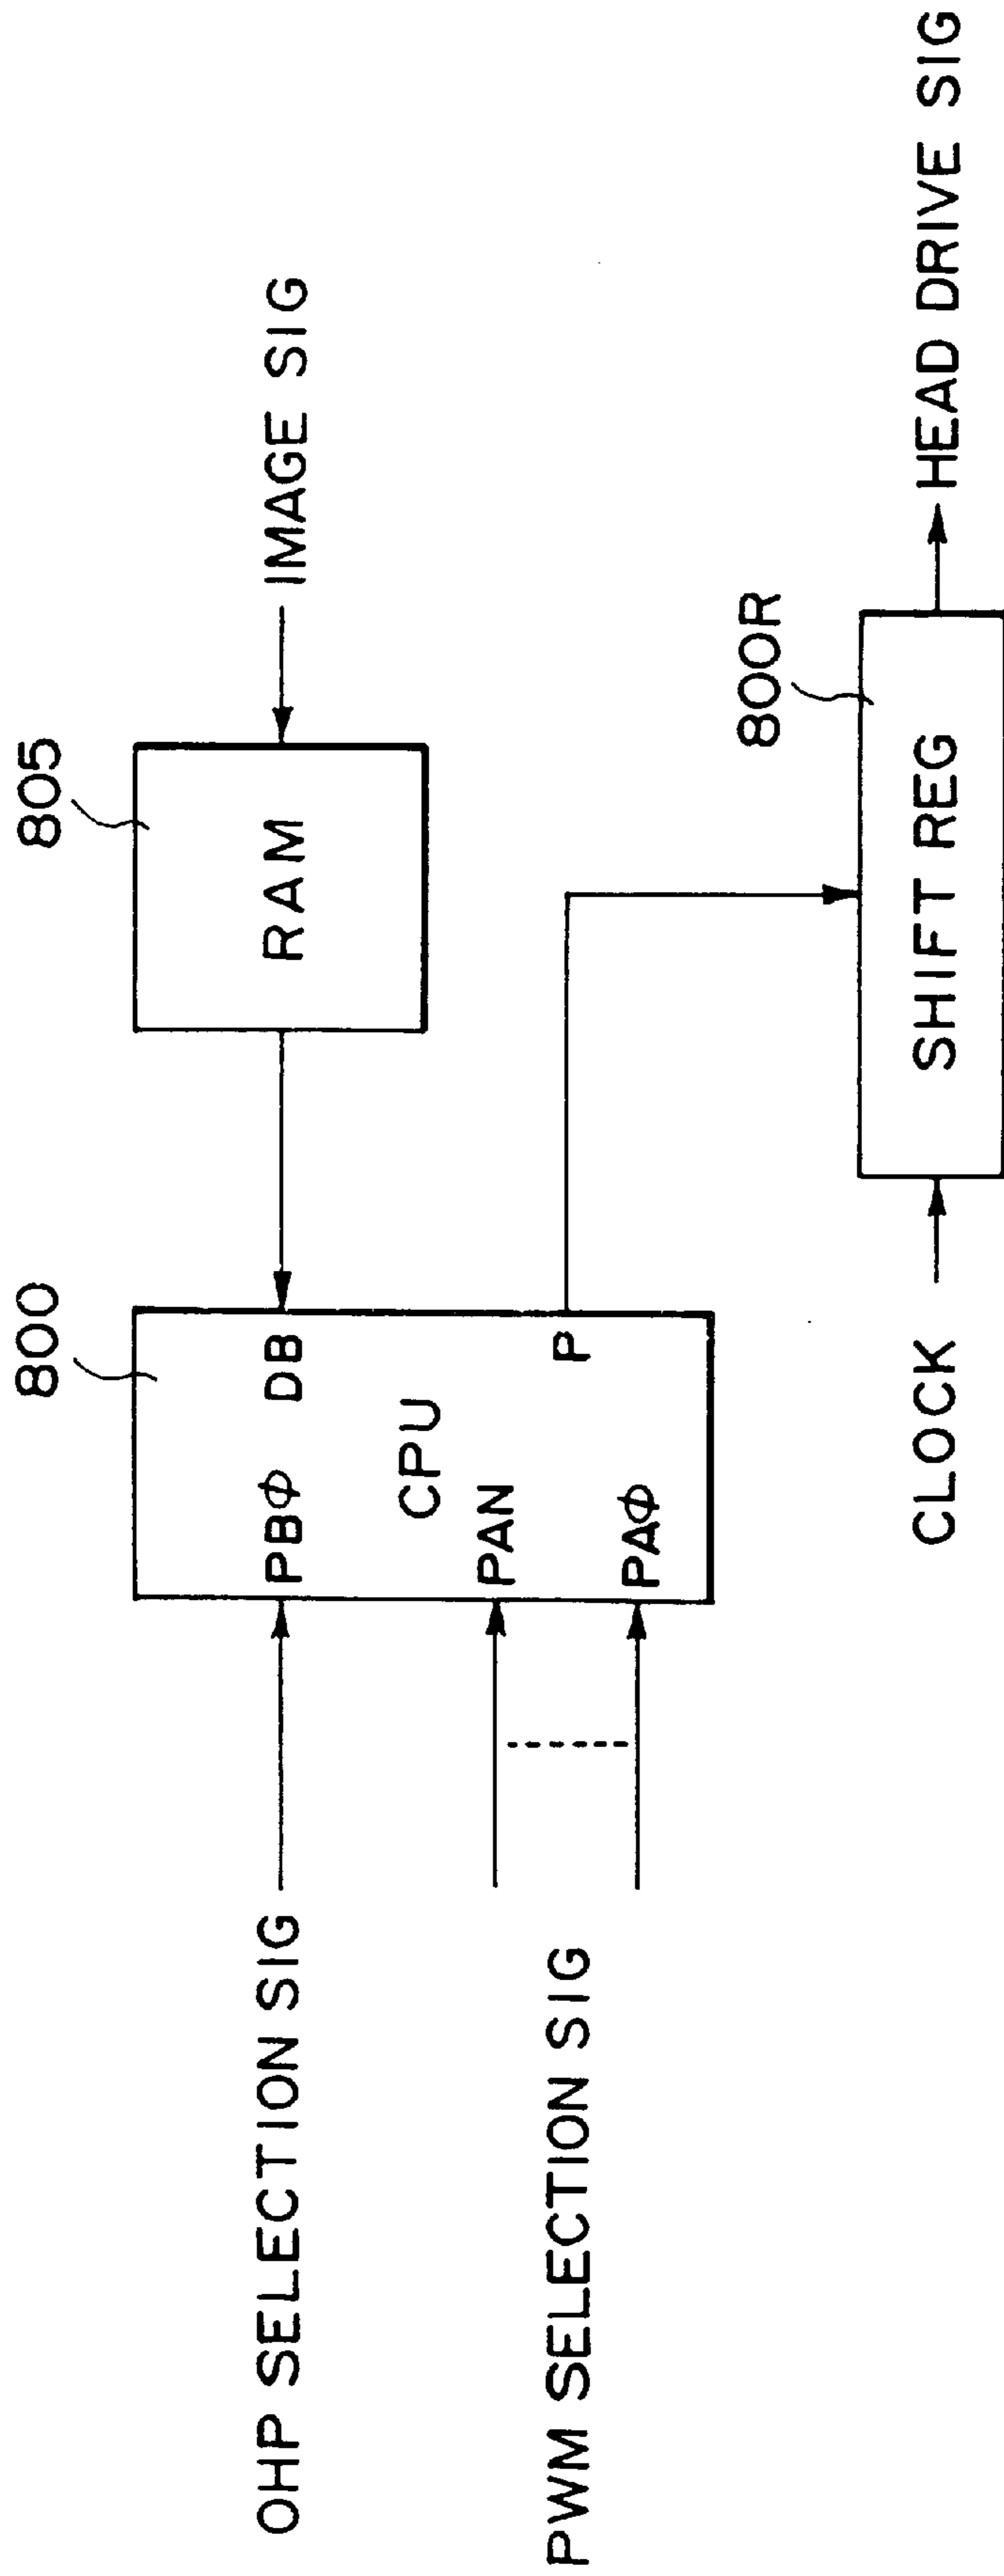 800
805
OHP SELECTION SIG
PBΦ
DB
RAM
IMAGE SIG
CPU
PWM SELECTION SIG
PAN
PAΦ
P
800R
CLOCK
SHIFT REG
HEAD DRIVE SIG